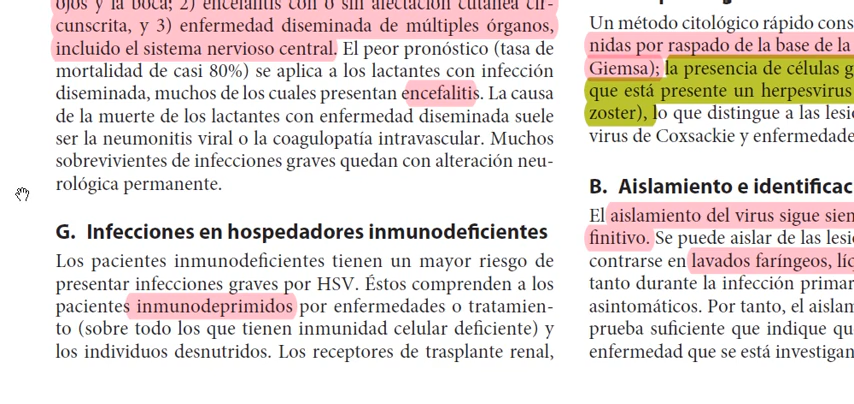 ojos y la boca; 2) encefalitis con o sin afectación cutánea cir-
cunscrita, y 3) enfermedad diseminada de múltiples órganos,
incluido el sistema nervioso central. El peor pronóstico (tasa de
mortalidad de casi 80%) se aplica a los lactantes con infección
diseminada, muchos de los cuales presentan encefalitis. La causa
de la muerte de los lactantes con enfermedad diseminada suele
ser la neumonitis viral o la coagulopatía intravascular. Muchos
sobrevivientes de infecciones graves quedan con alteración neu-
rológica permanente.
G. Infecciones en hospedadores inmunodeficientes
Los pacientes inmunodeficientes tienen un mayor riesgo de
presentar infecciones graves por HSV. Éstos comprenden a los
pacientes inmunodeprimidos por enfermedades o tratamien-
to (sobre todo los que tienen inmunidad celular deficiente) y
los individuos desnutridos. Los receptores de trasplante renal,
Un método citológico rápido cons
nidas por raspado de la base de la
Giemsa); la presencia de células g
que está presente un herpesvirus
zoster), lo que distingue a las lesi
virus de Coxsackie y enfermedade
B. Aislamiento e identificac
El aislamiento del virus sigue sien
finitivo. Se puede aislar de las lesi
contrarse en lavados faríngeos, líc
tanto durante la infección primar
asintomáticos. Por tanto, el aislam
prueba suficiente que indique qu
enfermedad que se está investigan